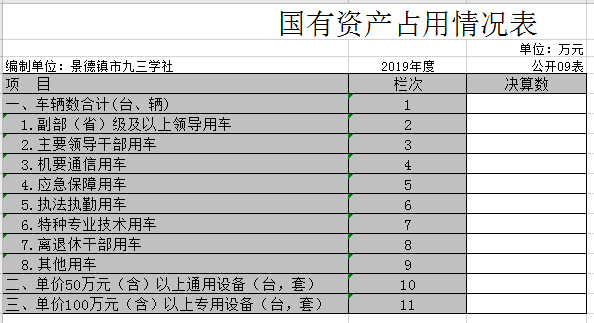 国有资产占用情况表
单位：万元
编制单位：景德镇市九三学社 2019年度 公开09表
项 目 栏次 决算数
一、车辆数合计(台、辆) 1
1.副部（省）级及以上领导用车 2
2.主要领导干部用车 3
3.机要通信用车 4
4.应急保障用车 5
5.执法执勤用车 6
6.特种专业技术用车 7
7.离退休干部用车 8
8.其他用车 9
二、单价50万元（含）以上通用设备（台，套） 10
三、单价100万元（含）以上专用设备（台，套） 11